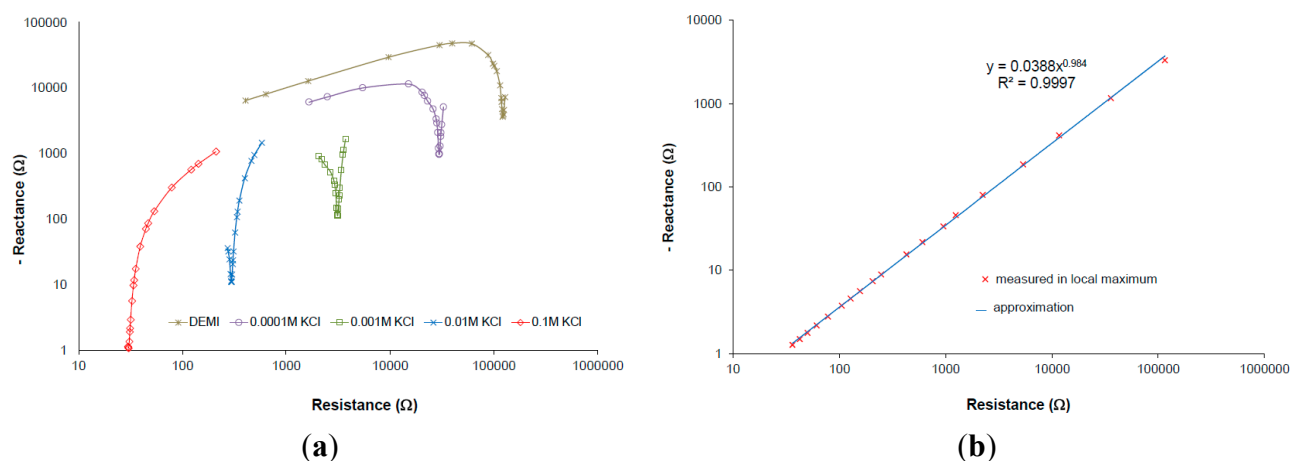 100000
10000
1000
100
10
1
- Reactance (Ω)
DEMI 0.0001M KCl 0.001M KCl 0.01M KCl 0.1M KCl
10 100 1000 10000 100000 1000000
Resistance (Ω)
(a)
10000
1000
100
10
1
- Reactance (Ω)
y = 0.0388x^0.984
R² = 0.9997
measured in local maximum
approximation
10 100 1000 10000 100000 1000000
Resistance (Ω)
(b)